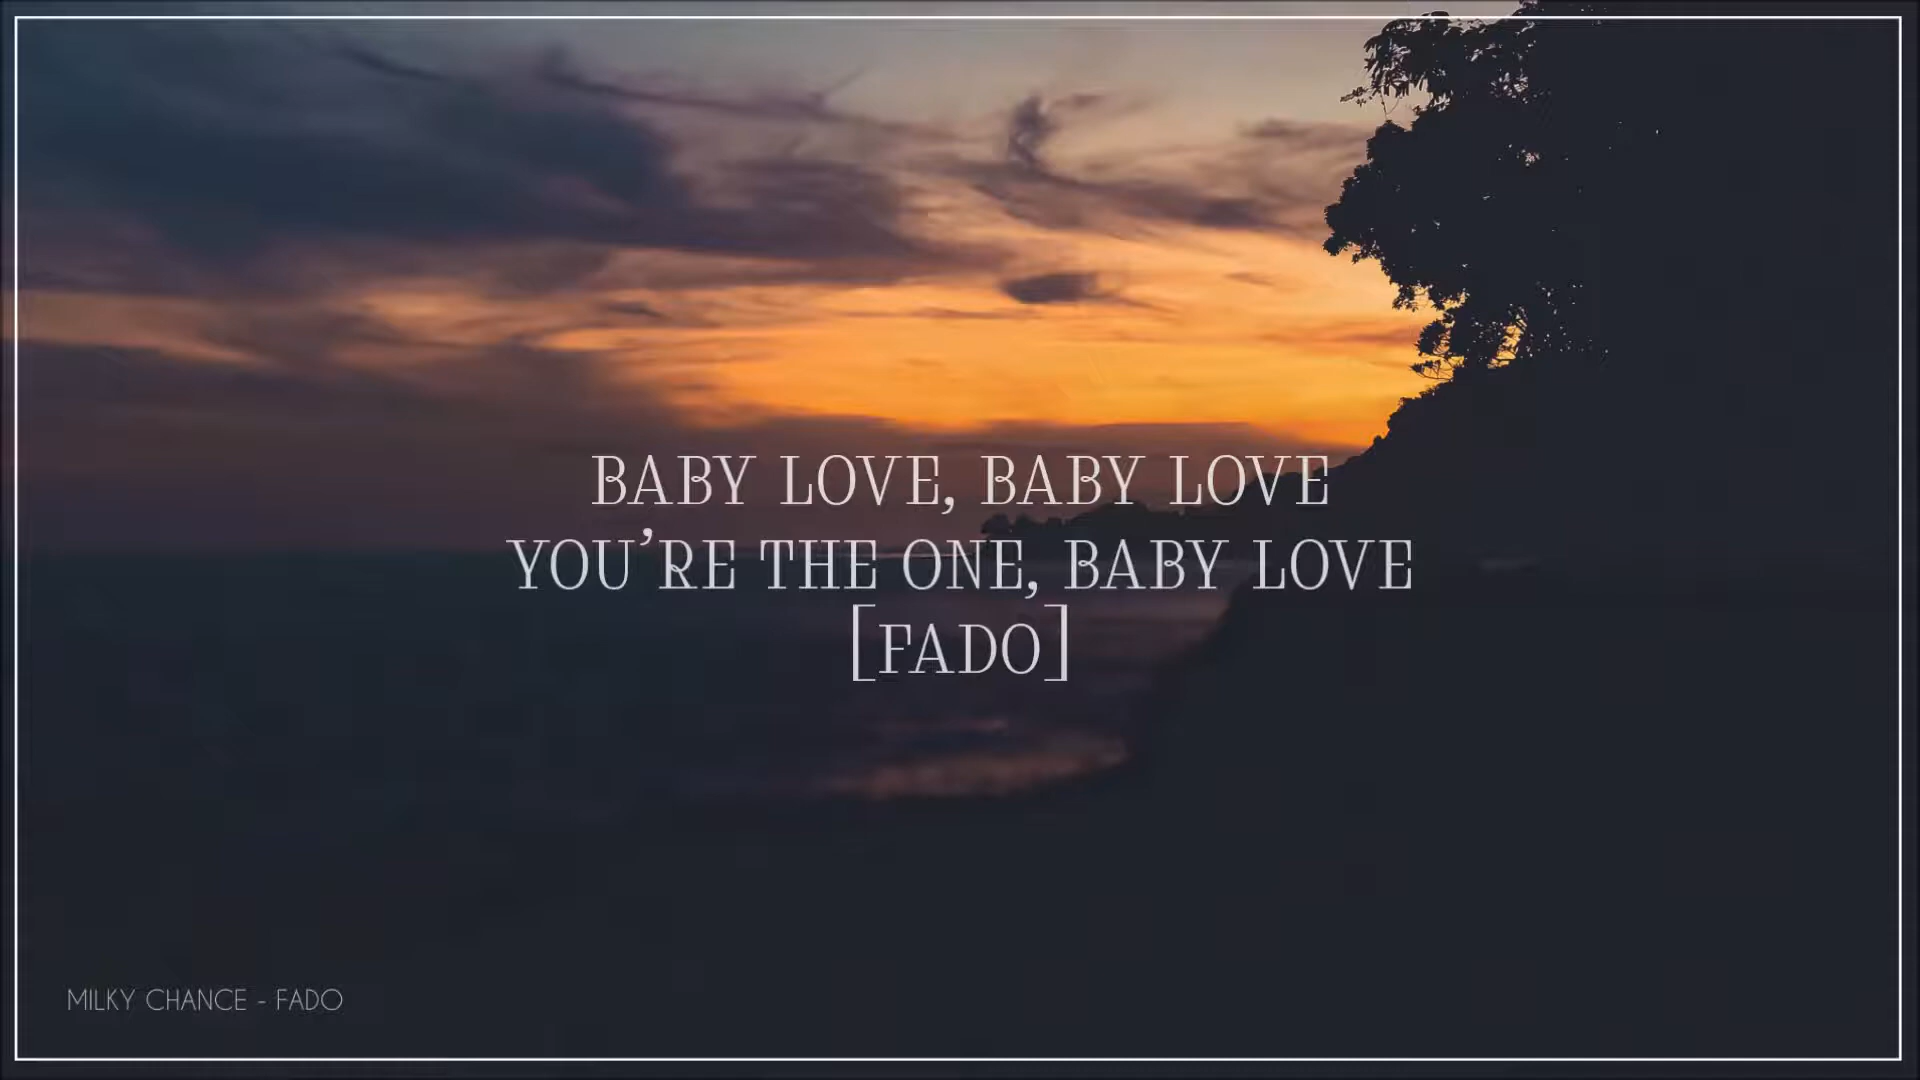 BABY LOVE, BABY LOVE
YOU'RE THE ONE, BABY LOVE
[FADO]
MILKY CHANCE - FADO